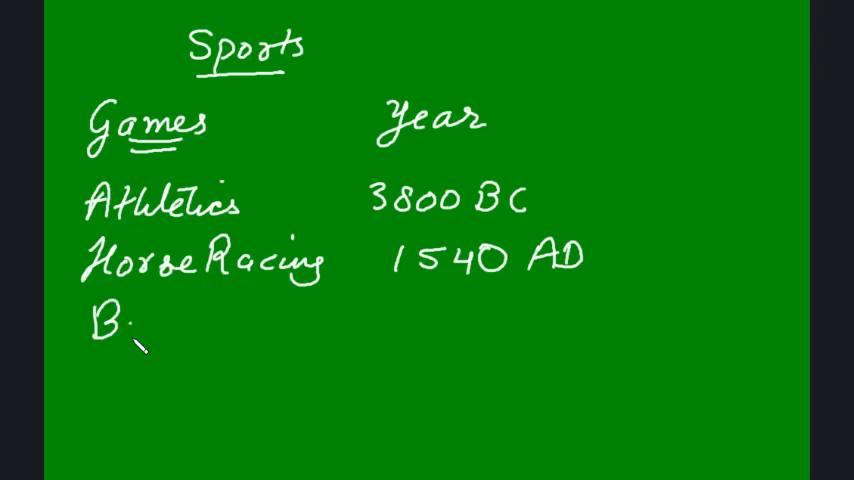 Sports
Games Year
Athletics 3800 BC
Horse Racing 1540 AD
B